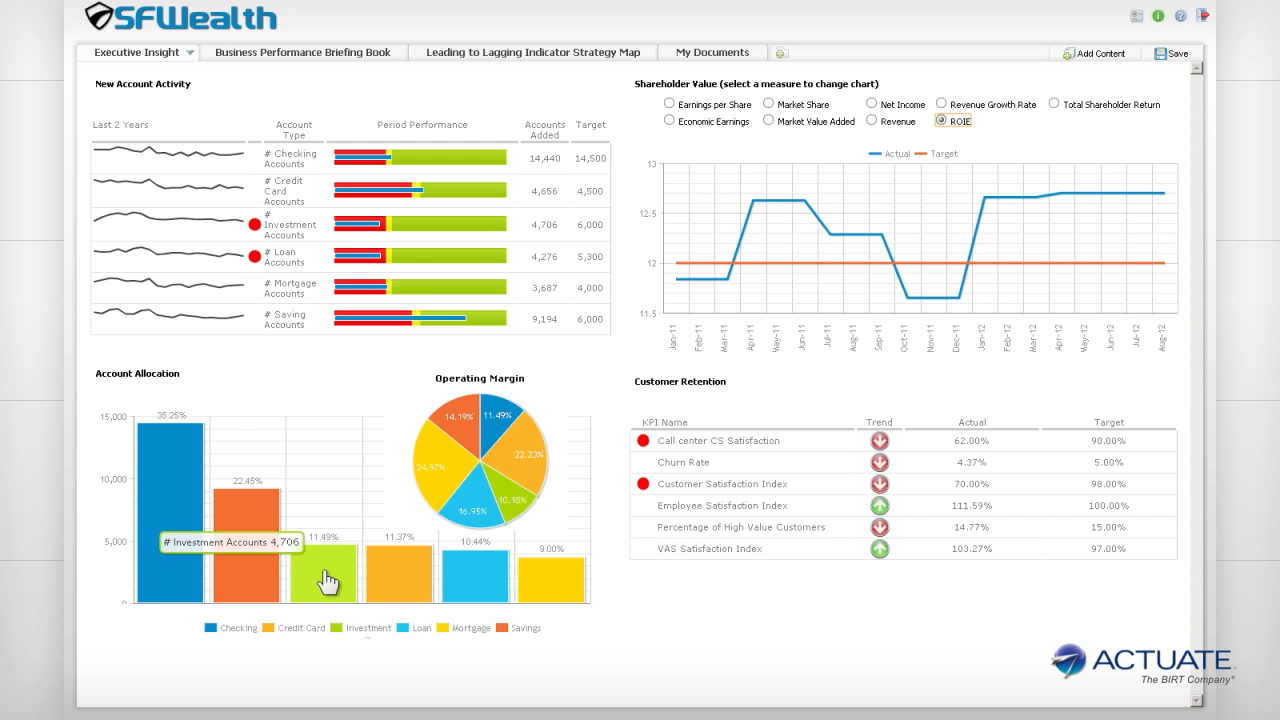 SFWealth
Executive Insight
Business Performance Briefing Book
Leading to Lagging Indicator Strategy Map
My Documents
Add Content
Save
New Account Activity
Last 2 Years
Account Type
Period Performance
Accounts Added
Target
# Checking Accounts
14,440
14,500
# Credit Card Accounts
4,656
4,500
# Investment Accounts
4,706
6,000
# Loan Accounts
4,276
5,300
# Mortgage Accounts
3,687
4,000
# Saving Accounts
9,194
6,000
Shareholder Value (select a measure to change chart)
Earnings per Share
Market Share
Net Income
Revenue Growth Rate
Total Shareholder Return
Economic Earnings
Market Value Added
Revenue
ROIE
Actual
Target
13
12.5
12
11.5
Jan-11
Feb-11
Mar-11
Apr-11
May-11
Jun-11
Jul-11
Aug-11
Sep-11
Oct-11
Nov-11
Dec-11
Jan-12
Feb-12
Mar-12
Apr-12
May-12
Jun-12
Jul-12
Aug-12
Account Allocation
15,000
10,000
5,000
0
35.25%
22.45%
11.49%
11.37%
10.44%
9.00%
# Investment Accounts 4,706
Operating Margin
11.49%
22.23%
10.18%
16.95%
24.97%
14.19%
Checking
Credit Card
Investment
Loan
Mortgage
Savings
Customer Retention
KPI Name
Trend
Actual
Target
Call center CS Satisfaction
62.00%
90.00%
Churn Rate
4.37%
5.00%
Customer Satisfaction Index
70.00%
98.00%
Employee Satisfaction Index
111.59%
100.00%
Percentage of High Value Customers
14.77%
15.00%
VAS Satisfaction Index
103.27%
97.00%
ACTUATE
The BIRT Company